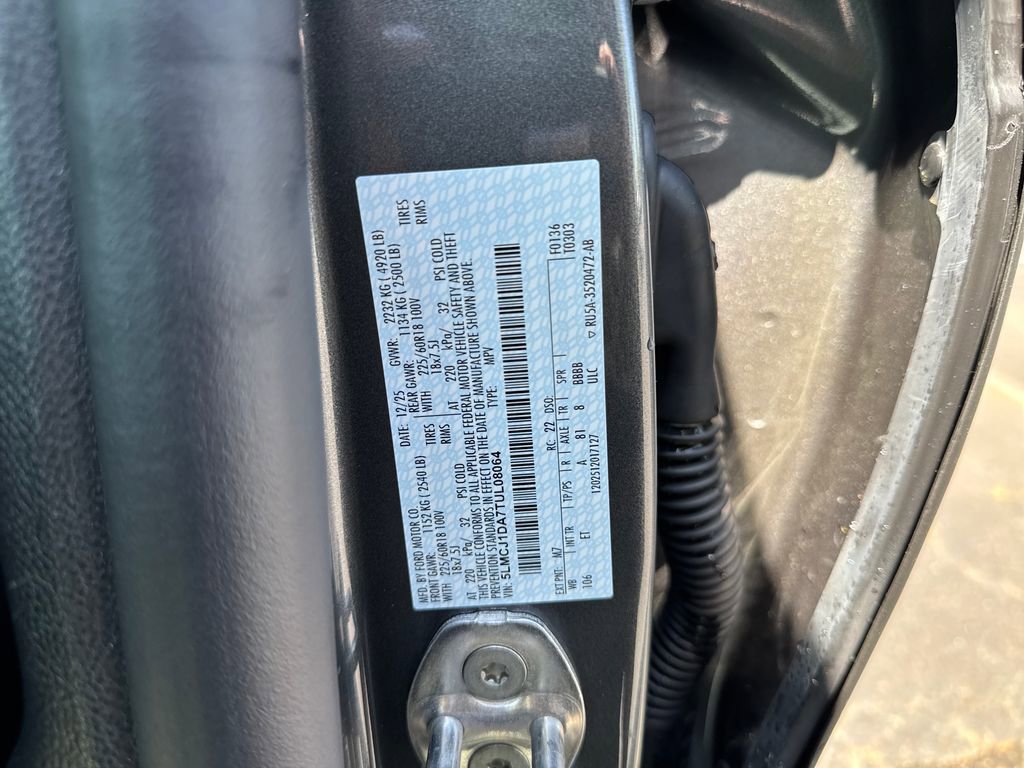 MFD. BY FORD MOTOR CO. DATE: 12/25 GVWR: 2232 KG ( 4920 LB)
FRONT GAWR: 1152 KG ( 2540 LB) REAR GAWR: 1134 KG ( 2500 LB)
WITH 225/60R18 100V TIRES WITH 225/60R18 100V TIRES
18x7.5J RIMS 18x7.5J RIMS
AT 220 kPa/ 32 PSI COLD AT 220 kPa/ 32 PSI COLD
THIS VEHICLE CONFORMS TO ALL APPLICABLE FEDERAL MOTOR VEHICLE SAFETY AND THEFT
PREVENTION STANDARDS IN EFFECT ON THE DATE OF MANUFACTURE SHOWN ABOVE.
VIN: 5LMCJ1DA7TUL08064 TYPE: MPV
F0136
EXT PNT: M7 RC: 22 DSO: T0303
WB INT TR TP/PS R AXLE TR SPR
106 ET A 81 8 BBBB
ULC
1202512017127 ▽ RU5A-3520472-AB